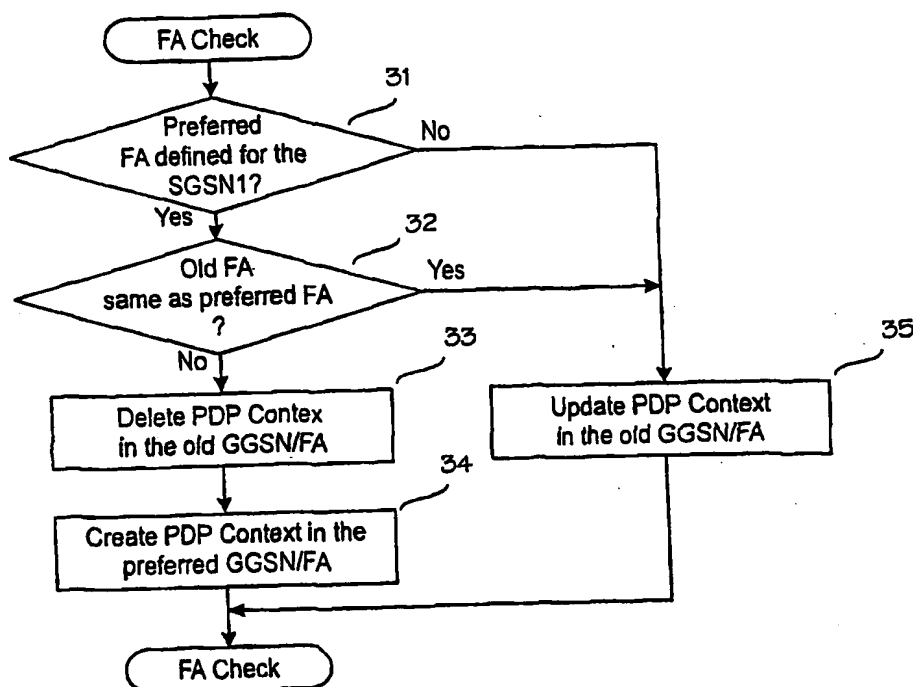 FA Check
31
Preferred
FA defined for the
SGSN1?
No
Yes
32
Old FA
same as preferred FA
?
Yes
No
33
Delete PDP Contex
in the old GGSN/FA
35
Update PDP Context
in the old GGSN/FA
34
Create PDP Context in the
preferred GGSN/FA
FA Check